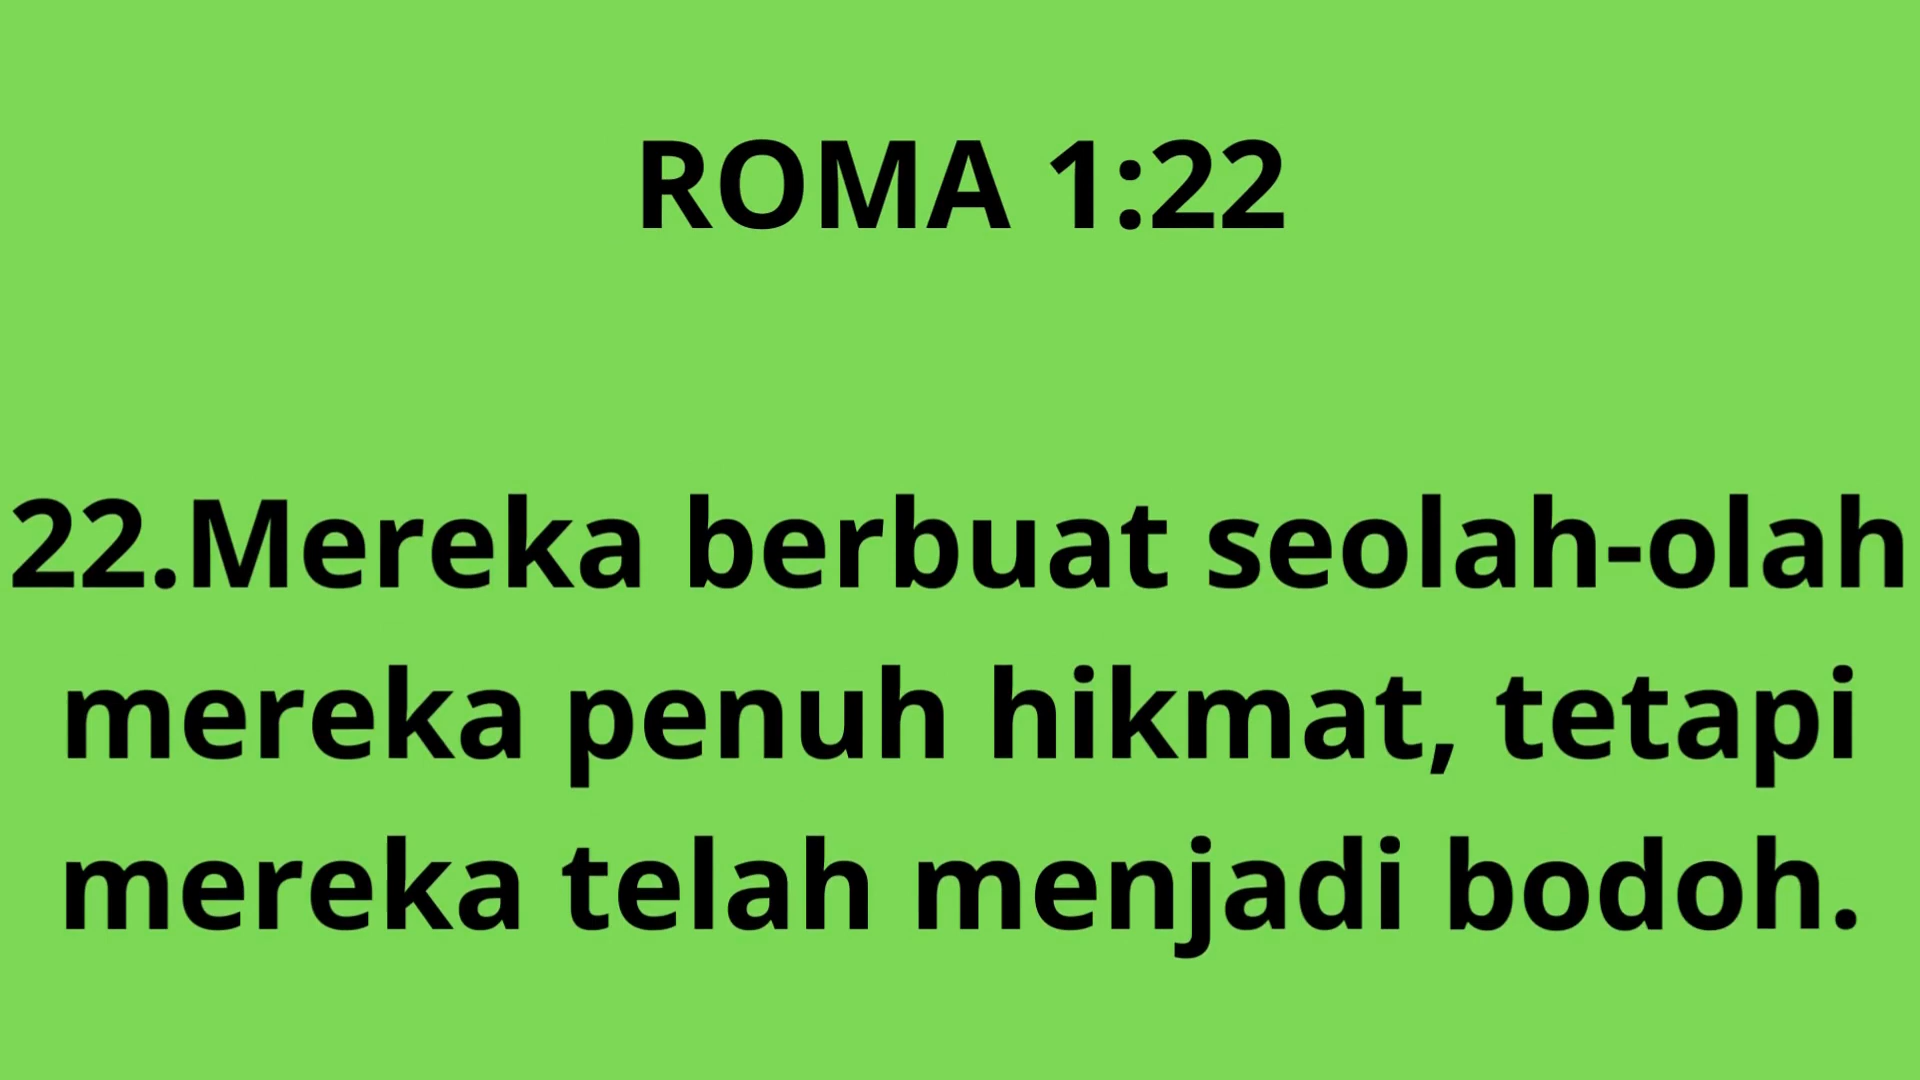 ROMA 1:22
22.Mereka berbuat seolah-olah
mereka penuh hikmat, tetapi
mereka telah menjadi bodoh.